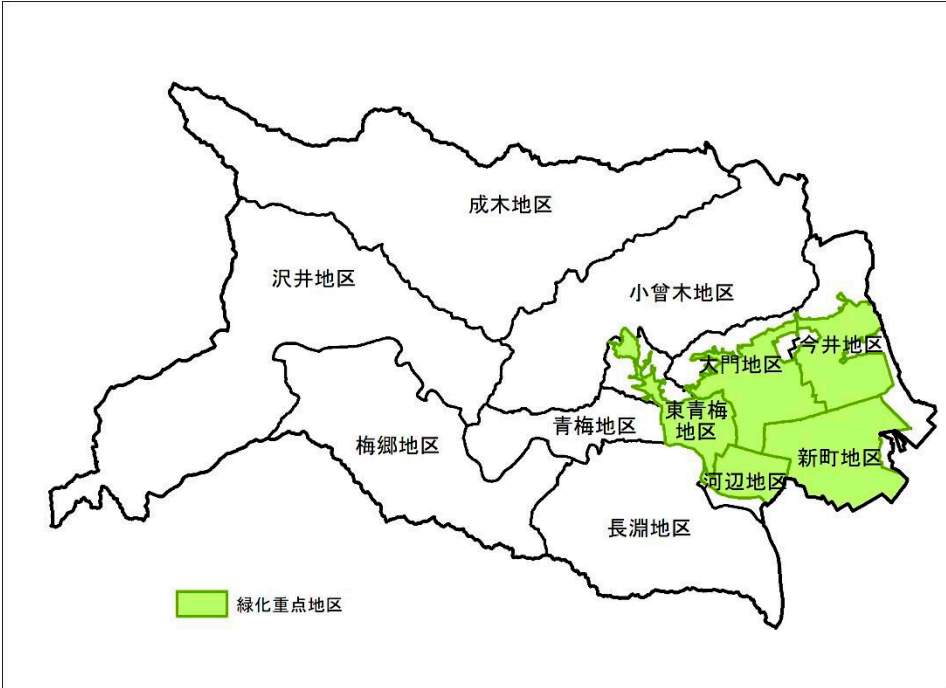 成木地区
沢井地区
小曾木地区
今井地区
大門地区
東青梅
地区
青梅地区
梅郷地区
新町地区
河辺地区
長淵地区
緑化重点地区